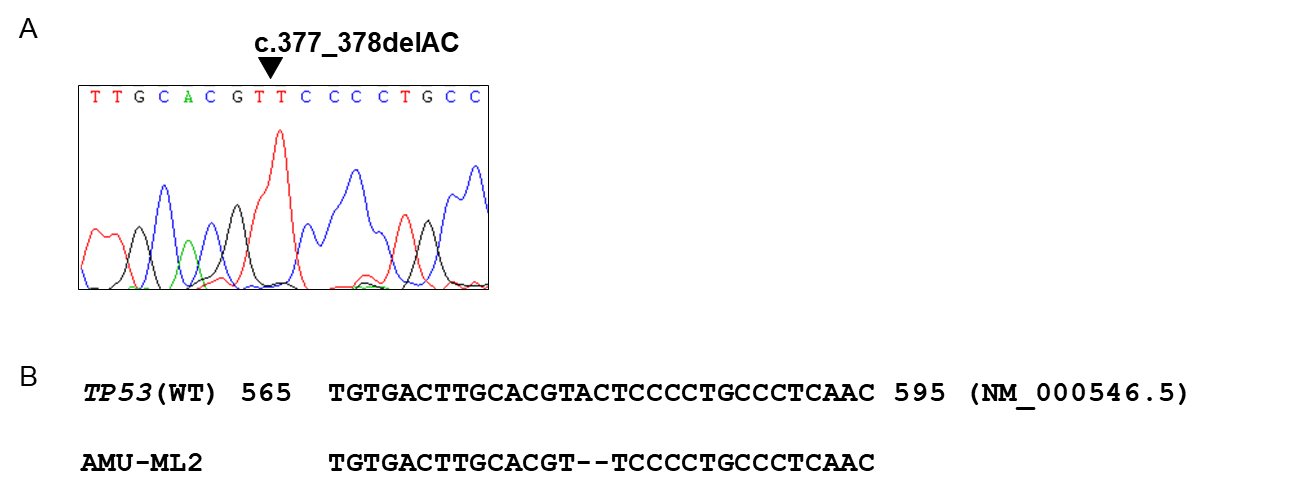 A
c.377_378delAC
T T G C A C G T T C C C C T G C C
B
TP53(WT) 565 TGTGACTTGCACGTACTCCCCTGCCCTCAAC 595 (NM_000546.5)
AMU-ML2 TGTGACTTGCACGT--TCCCCTGCCCTCAAC